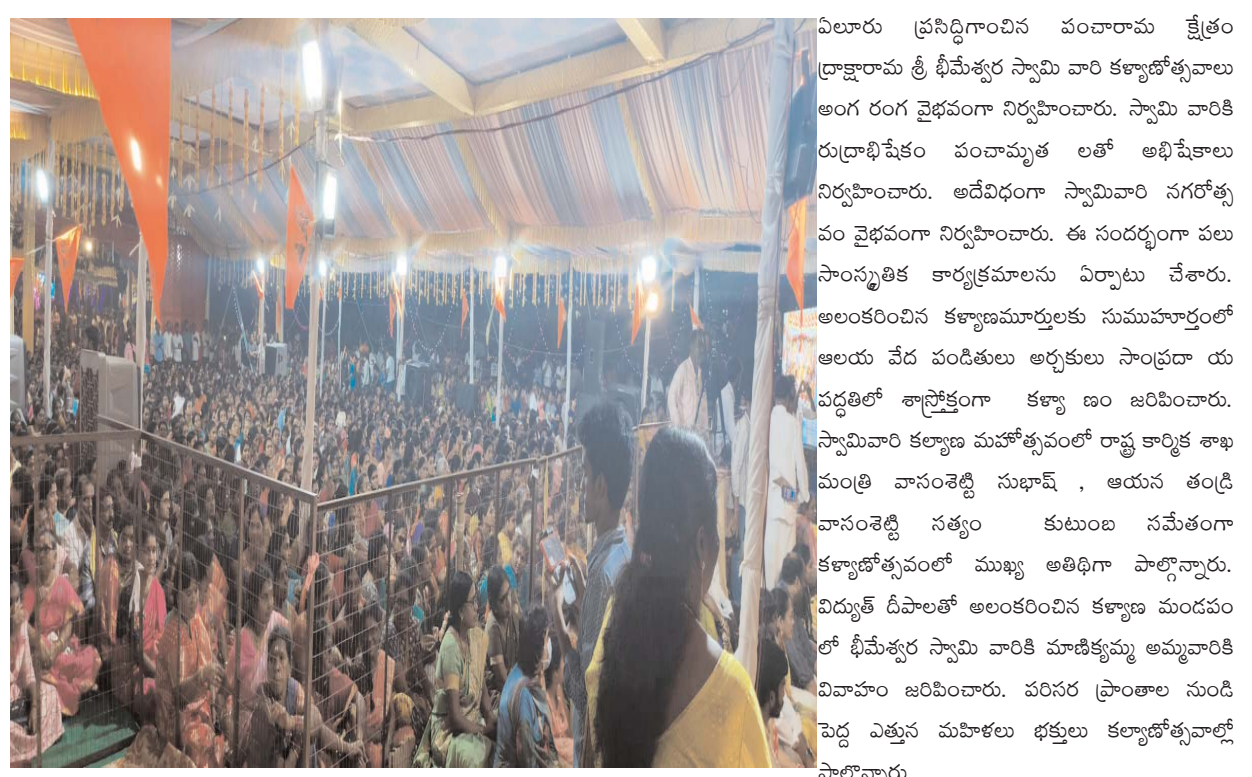 ఏలూరు ప్రసిద్ధిగాంచిన పంచారామ క్షేత్రం
ద్రాక్షారామ శ్రీ భీమేశ్వర స్వామి వారి కళ్యాణోత్సవాలు
అంగ రంగ వైభవంగా నిర్వహించారు. స్వామి వారికి
రుద్రాభిషేకం పంచామృత లతో అభిషేకాలు
నిర్వహించారు. అదేవిధంగా స్వామివారి నగరోత్స
వం వైభవంగా నిర్వహించారు. ఈ సందర్భంగా పలు
సాంస్కృతిక కార్యక్రమాలను ఏర్పాటు చేశారు.
అలంకరించిన కళ్యాణమూర్తులకు సుముహూర్తంలో
ఆలయ వేద పండితులు అర్చకులు సాంప్రదా య
పద్ధతిలో శాస్త్రోక్తంగా కళ్యా ణం జరిపించారు.
స్వామివారి కల్యాణ మహోత్సవంలో రాష్ట్ర కార్మిక శాఖ
మంత్రి వాసంశెట్టి సుభాష్ , ఆయన తండ్రి
వాసంశెట్టి సత్యం కుటుంబ సమేతంగా
కళ్యాణోత్సవంలో ముఖ్య అతిథిగా పాల్గొన్నారు.
విద్యుత్ దీపాలతో అలంకరించిన కళ్యాణ మండపం
లో భీమేశ్వర స్వామి వారికి మాణిక్యమ్మ అమ్మవారికి
వివాహం జరిపించారు. పరిసర ప్రాంతాల నుండి
పెద్ద ఎత్తున మహిళలు భక్తులు కల్యాణోత్సవాల్లో
పాల్గొన్నారు